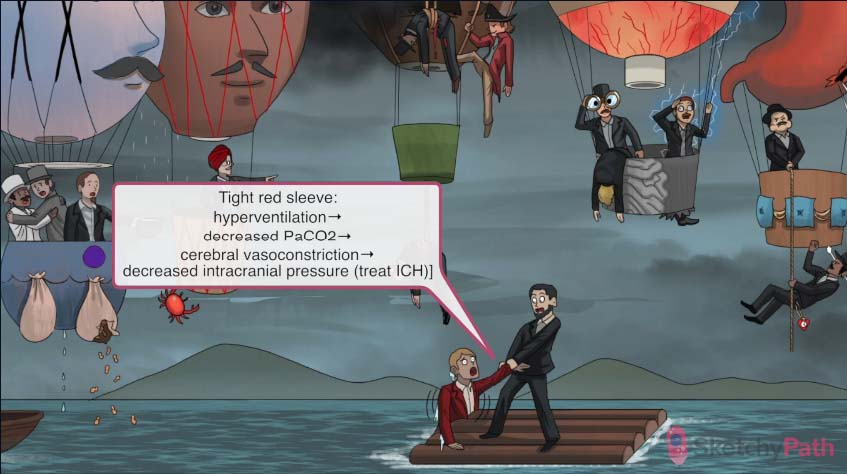 Tight red sleeve:
hyperventilation→
decreased PaCO2→
cerebral vasoconstriction→
decreased intracranial pressure (treat ICH)]
SketchyPath